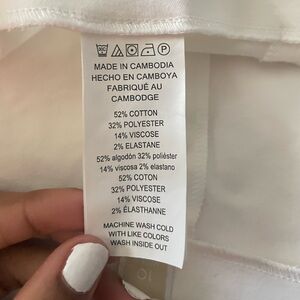 MADE IN CAMBODIA
HECHO EN CAMBOYA
FABRIQUÉ AU
CAMBODGE
52% COTTON
32% POLYESTER
14% VISCOSE
2% ELASTANE
52% algodón 32% poliéster
14% viscosa 2% elastano
52% COTON
32% POLYESTER
14% VISCOSE
2% ÉLASTHANNE
MACHINE WASH COLD
WITH LIKE COLORS
WASH INSIDE OUT